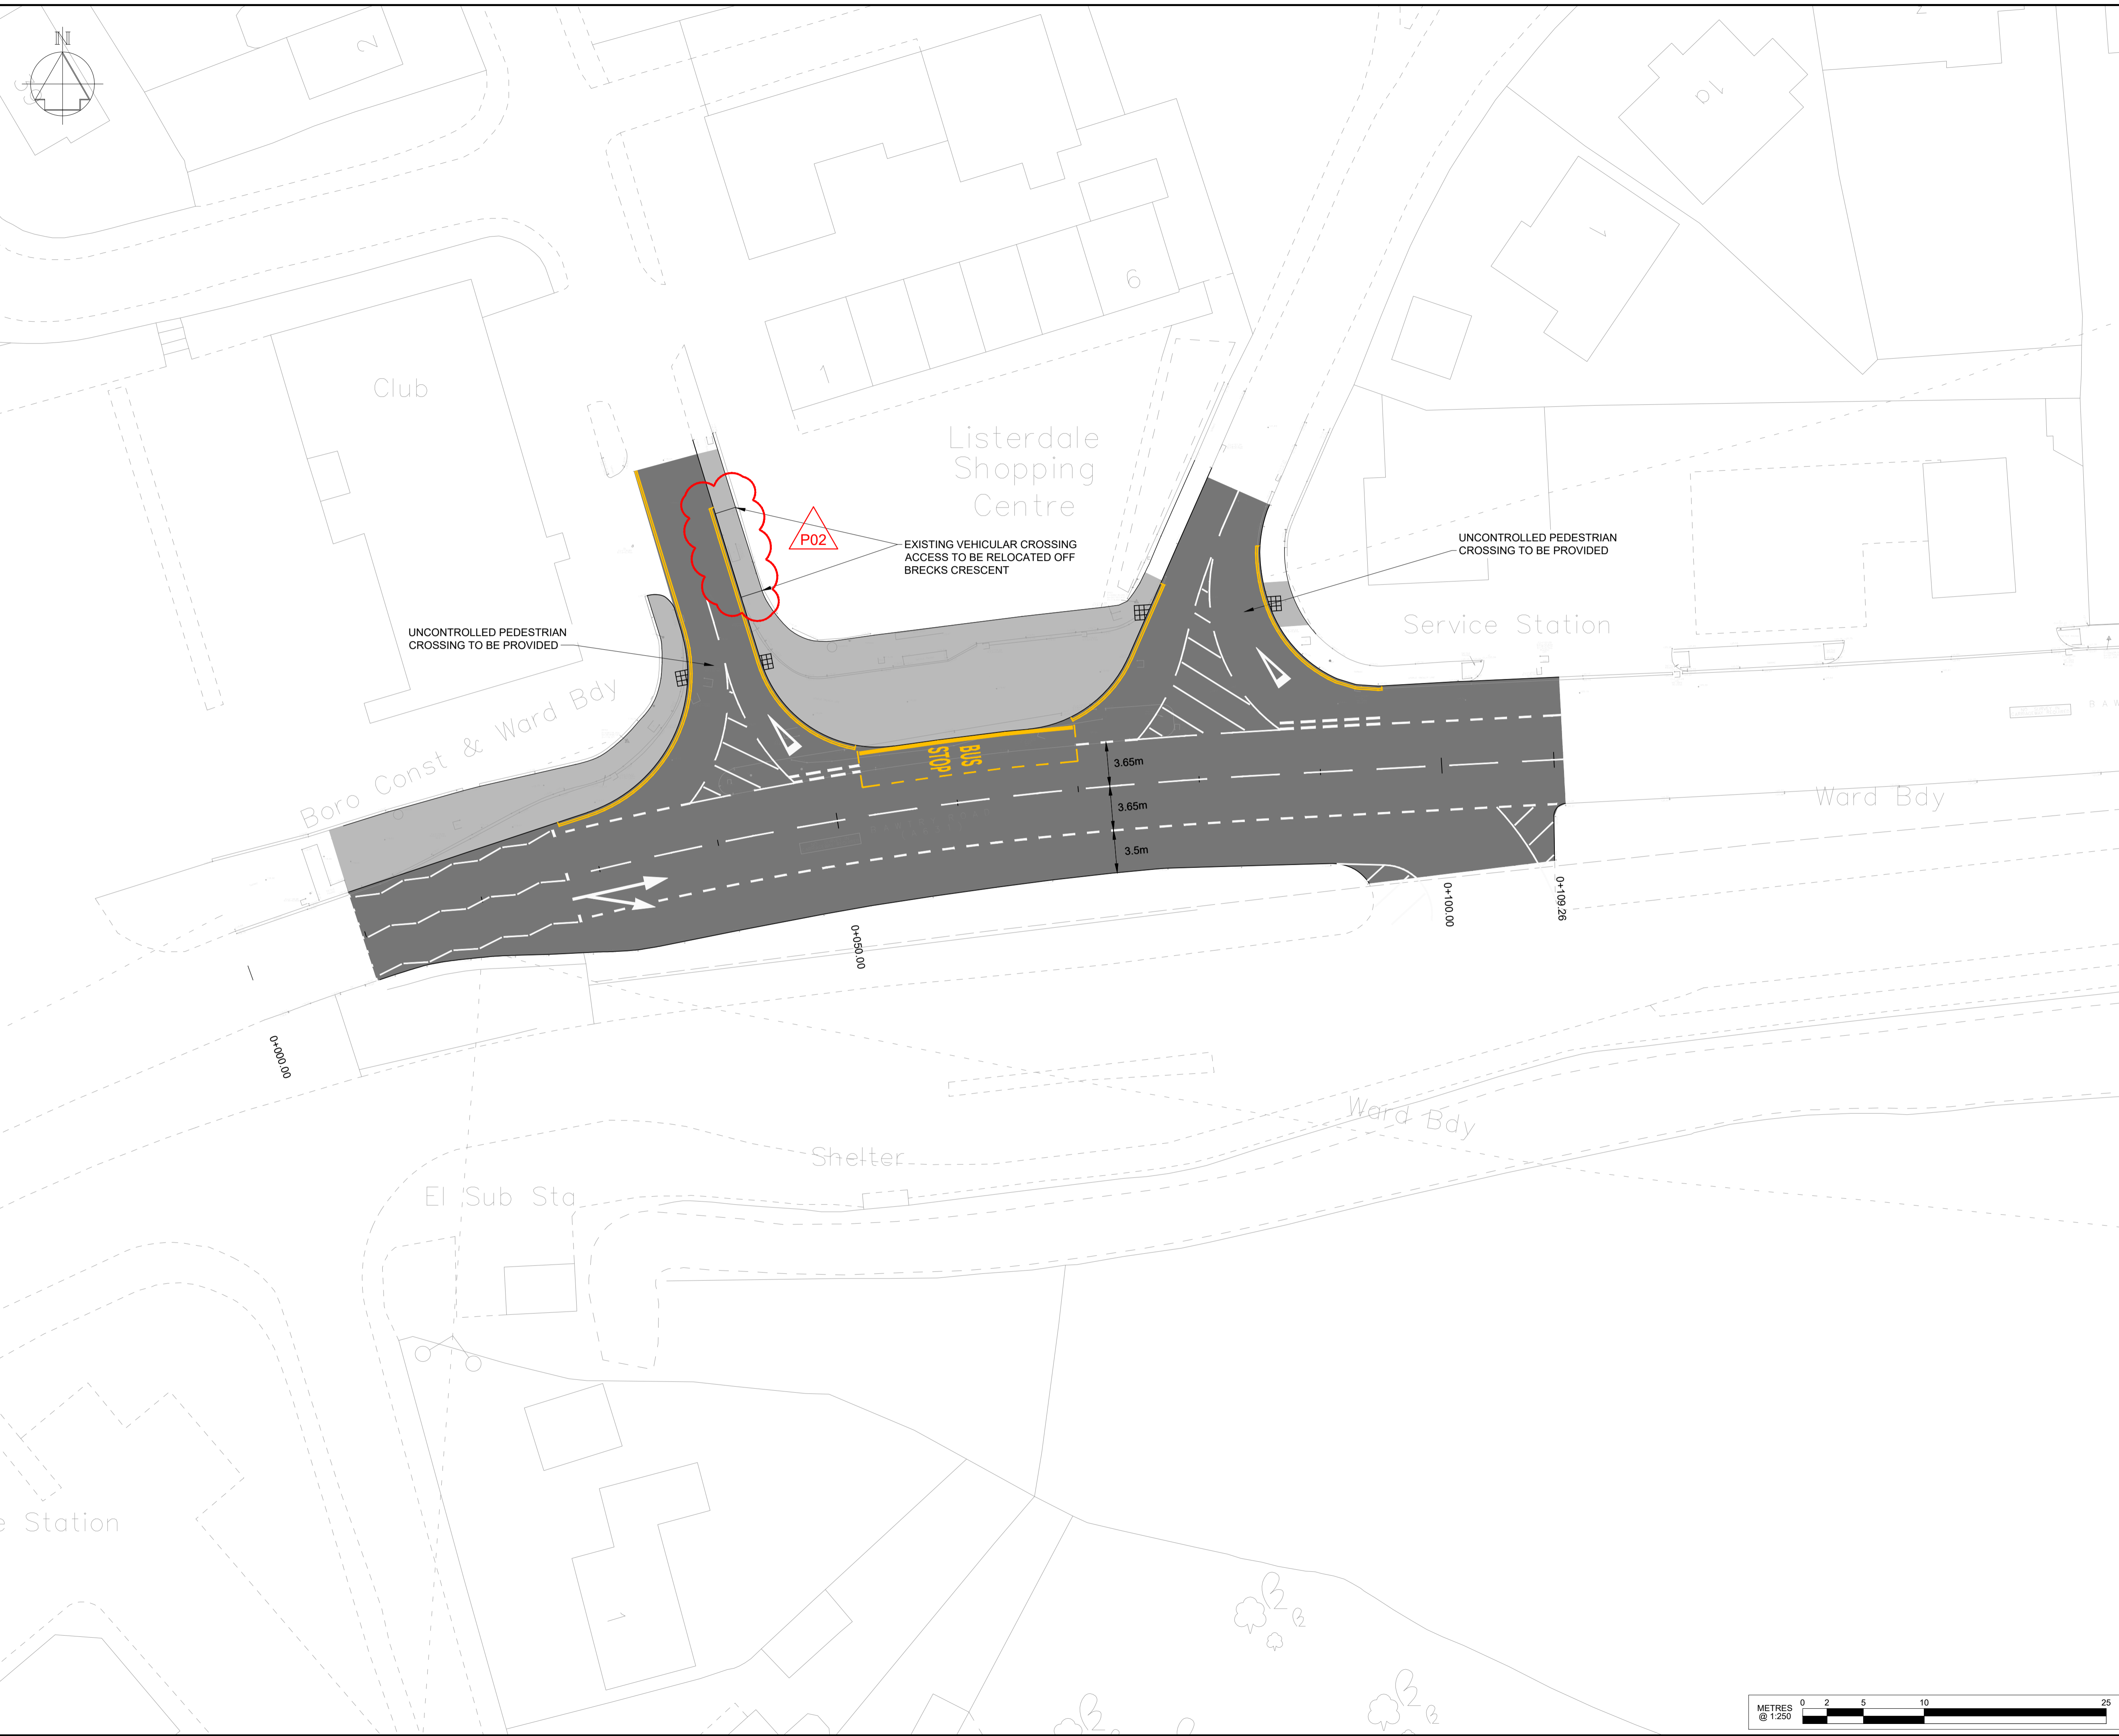 N
2
6
1
Club
Listerdale
Shopping
Centre
P02
EXISTING VEHICULAR CROSSING
ACCESS TO BE RELOCATED OFF
BRECKS CRESCENT
UNCONTROLLED PEDESTRIAN
CROSSING TO BE PROVIDED
UNCONTROLLED PEDESTRIAN
CROSSING TO BE PROVIDED
Service Station
Boro Const & Ward Bdy
BUS
STOP
3.65m
3.65m
3.5m
Ward Bdy
0+000.00
0+050.00
0+100.00
0+109.26
Ward Bdy
Shelter
El Sub Sta
Station
1
METRES
@ 1:250
0 2 5 10 25